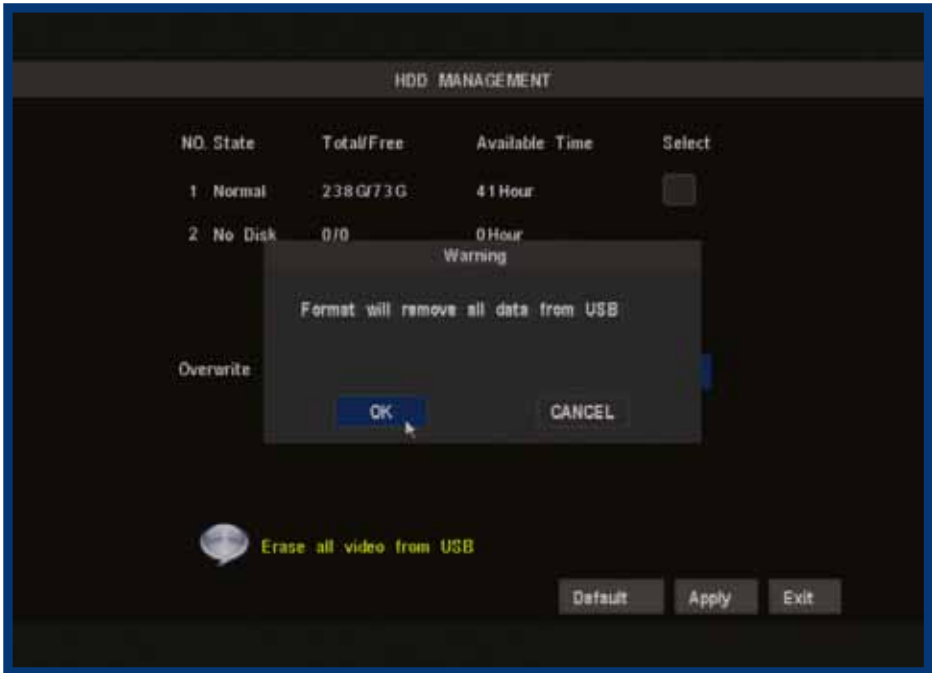 HDD MANAGEMENT
NO. State Total/Free Available Time Select
1 Normal 238G/73G 41Hour
2 No Disk 0/0 0Hour
Warning
Format will remove all data from USB
Overwrite
OK CANCEL
Erase all video from USB
Default Apply Exit